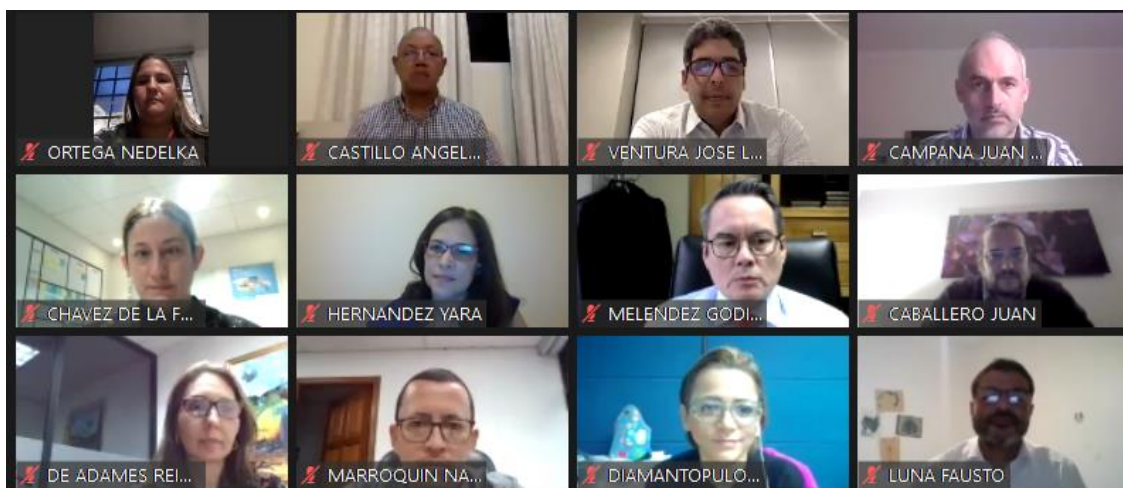 ORTEGA NEDELKA
CASTILLO ANGEL...
VENTURA JOSE L...
CAMPANA JUAN ...
CHAVEZ DE LA F...
HERNANDEZ YARA
MELENDEZ GODI...
CABALLERO JUAN
DE ADAMES REI...
MARROQUIN NA...
DIAMANTOPULO...
LUNA FAUSTO